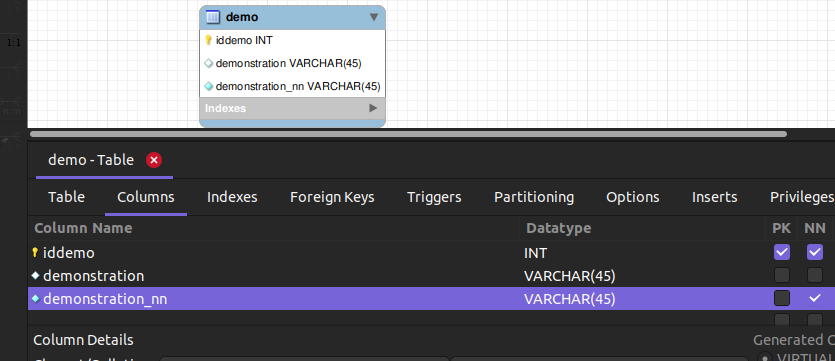 demo
1:1
iddemo INT
demonstration VARCHAR(45)
demonstration_nn VARCHAR(45)
Indexes
demo - Table
Table Columns Indexes Foreign Keys Triggers Partitioning Options Inserts Privileges
Column Name Datatype PK NN
iddemo INT
demonstration VARCHAR(45)
demonstration_nn VARCHAR(45)
Column Details Generated C
VIRTUAL